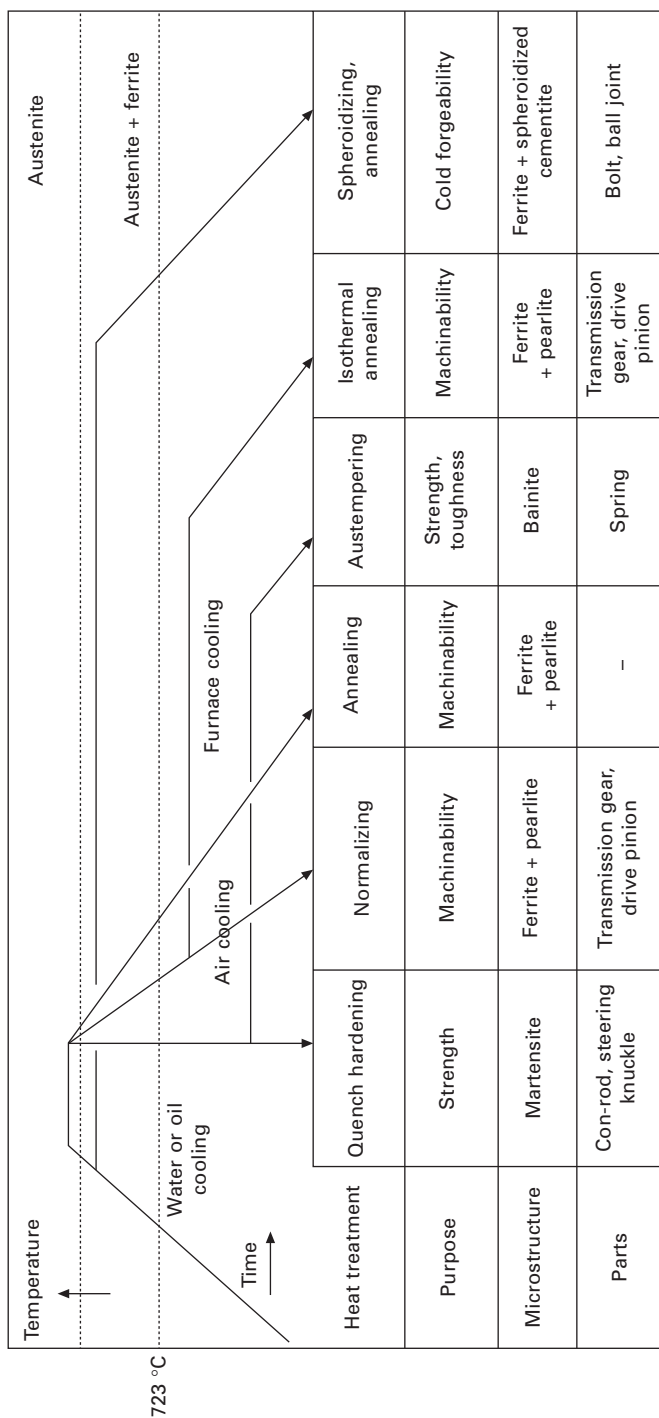 Temperature
Austenite
Austenite + ferrite
723 °C
Water or oil
cooling
Air cooling
Furnace cooling
Time
Heat treatment
Quench hardening
Normalizing
Annealing
Austempering
Isothermal
annealing
Spheroidizing,
annealing
Purpose
Strength
Machinability
Machinability
Strength,
toughness
Machinability
Cold forgeability
Microstructure
Martensite
Ferrite + pearlite
Ferrite
+ pearlite
Bainite
Ferrite
+ pearlite
Ferrite + spheroidized
cementite
Parts
Con-rod, steering
knuckle
Transmission gear,
drive pinion
–
Spring
Transmission
gear, drive
pinion
Bolt, ball joint